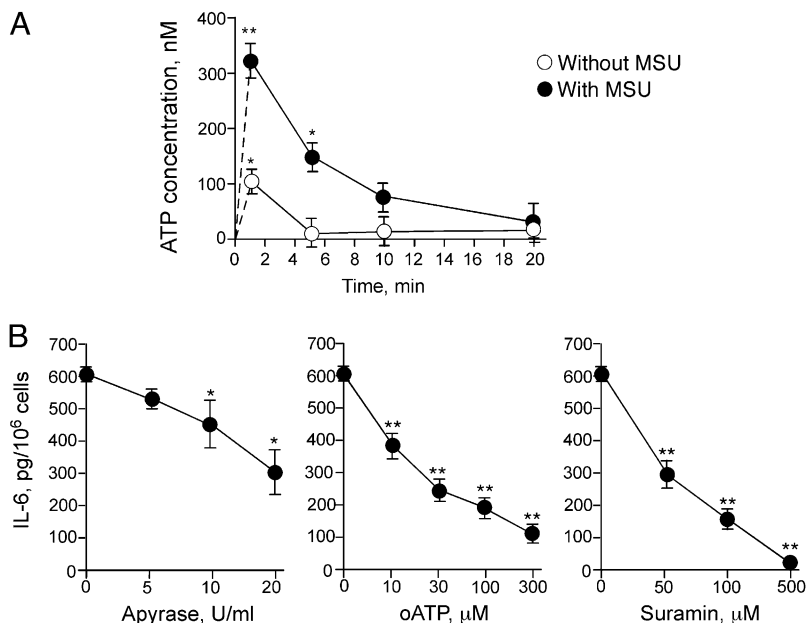 A
ATP concentration, nM
400
300
200
100
0
**
*
*
Without MSU
With MSU
0 2 4 6 8 10 12 14 16 18 20
Time, min
B
IL-6, pg/10⁶ cells
700
600
500
400
300
200
100
0
*
*
0 5 10 20
Apyrase, U/ml
700
600
500
400
300
200
100
0
**
**
**
**
0 10 30 100 300
oATP, µM
700
600
500
400
300
200
100
0
**
**
**
0 50 100 500
Suramin, µM